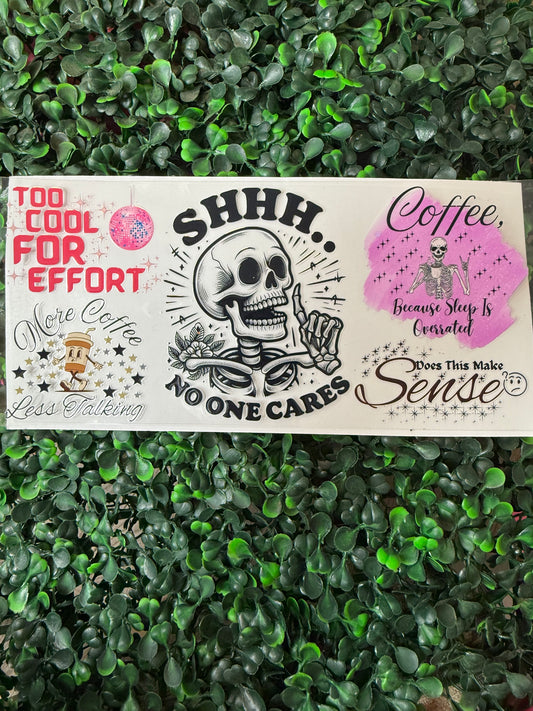 TOO
COOL
FOR
EFFORT
More Coffee
Less Talking
SHHH..
NO ONE CARES
Coffee,
Because Sleep Is
Overrated
Does This Make
Sense